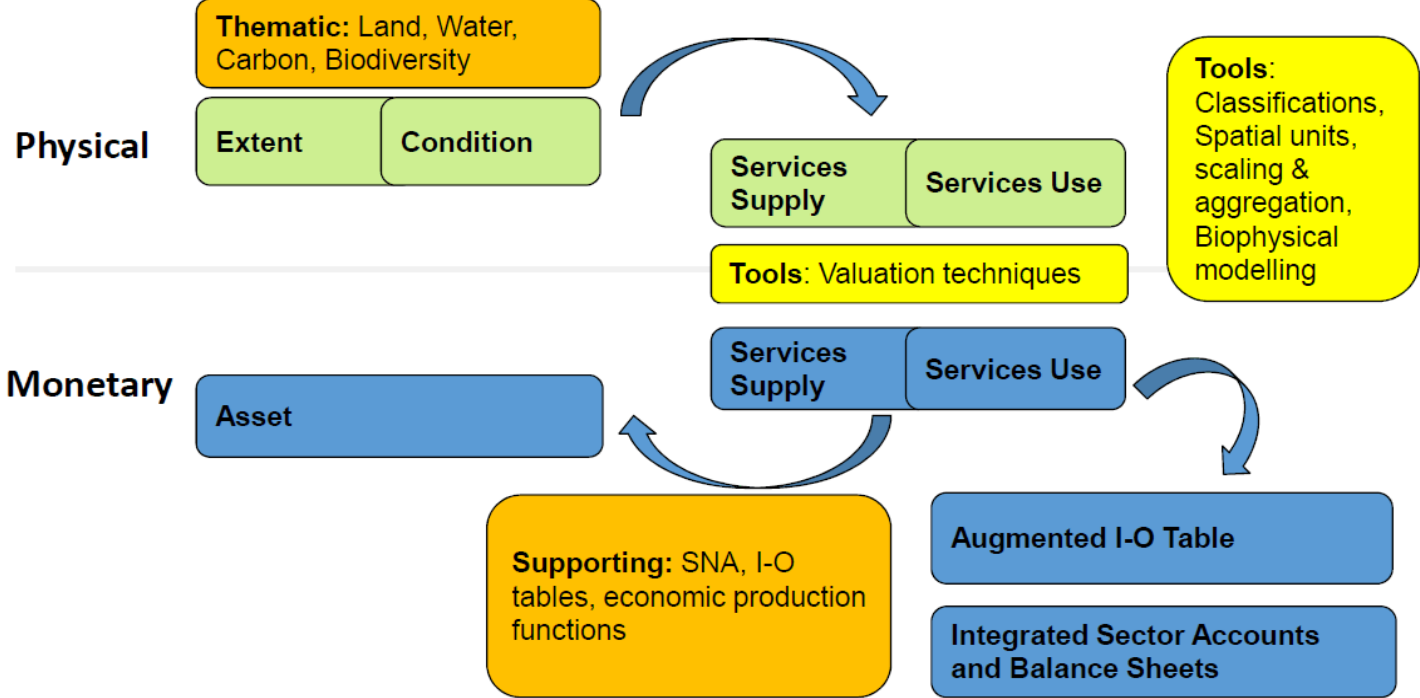 Thematic: Land, Water,
Carbon, Biodiversity
Physical
Extent
Condition
Services
Supply
Services Use
Tools:
Classifications,
Spatial units,
scaling &
aggregation,
Biophysical
modelling
Tools: Valuation techniques
Monetary
Services
Supply
Services Use
Asset
Supporting: SNA, I-O
tables, economic production
functions
Augmented I-O Table
Integrated Sector Accounts
and Balance Sheets